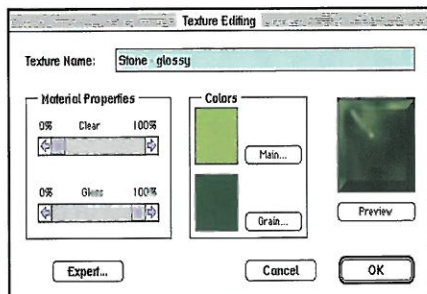 Texture Editing
Texture Name: Stone - glossy
Material Properties
0% Clear 100%
0% Gloss 100%
Colors
Main...
Grain...
Preview
Expert...
Cancel
OK